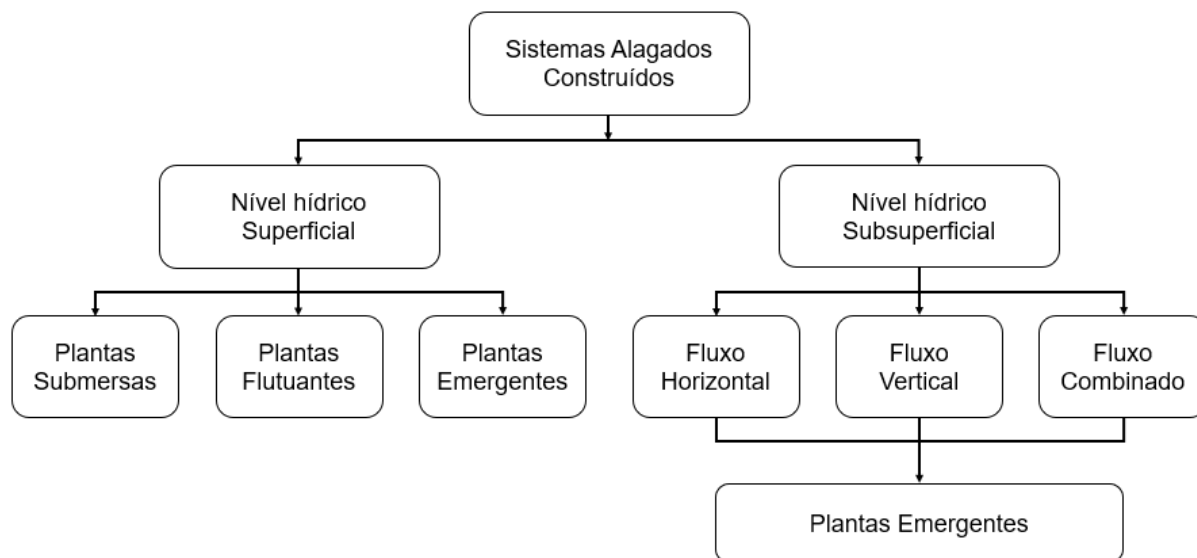 Sistemas Alagados
Construídos
Nível hídrico
Superficial
Nível hídrico
Subsuperficial
Plantas
Submersas
Plantas
Flutuantes
Plantas
Emergentes
Fluxo
Horizontal
Fluxo
Vertical
Fluxo
Combinado
Plantas Emergentes